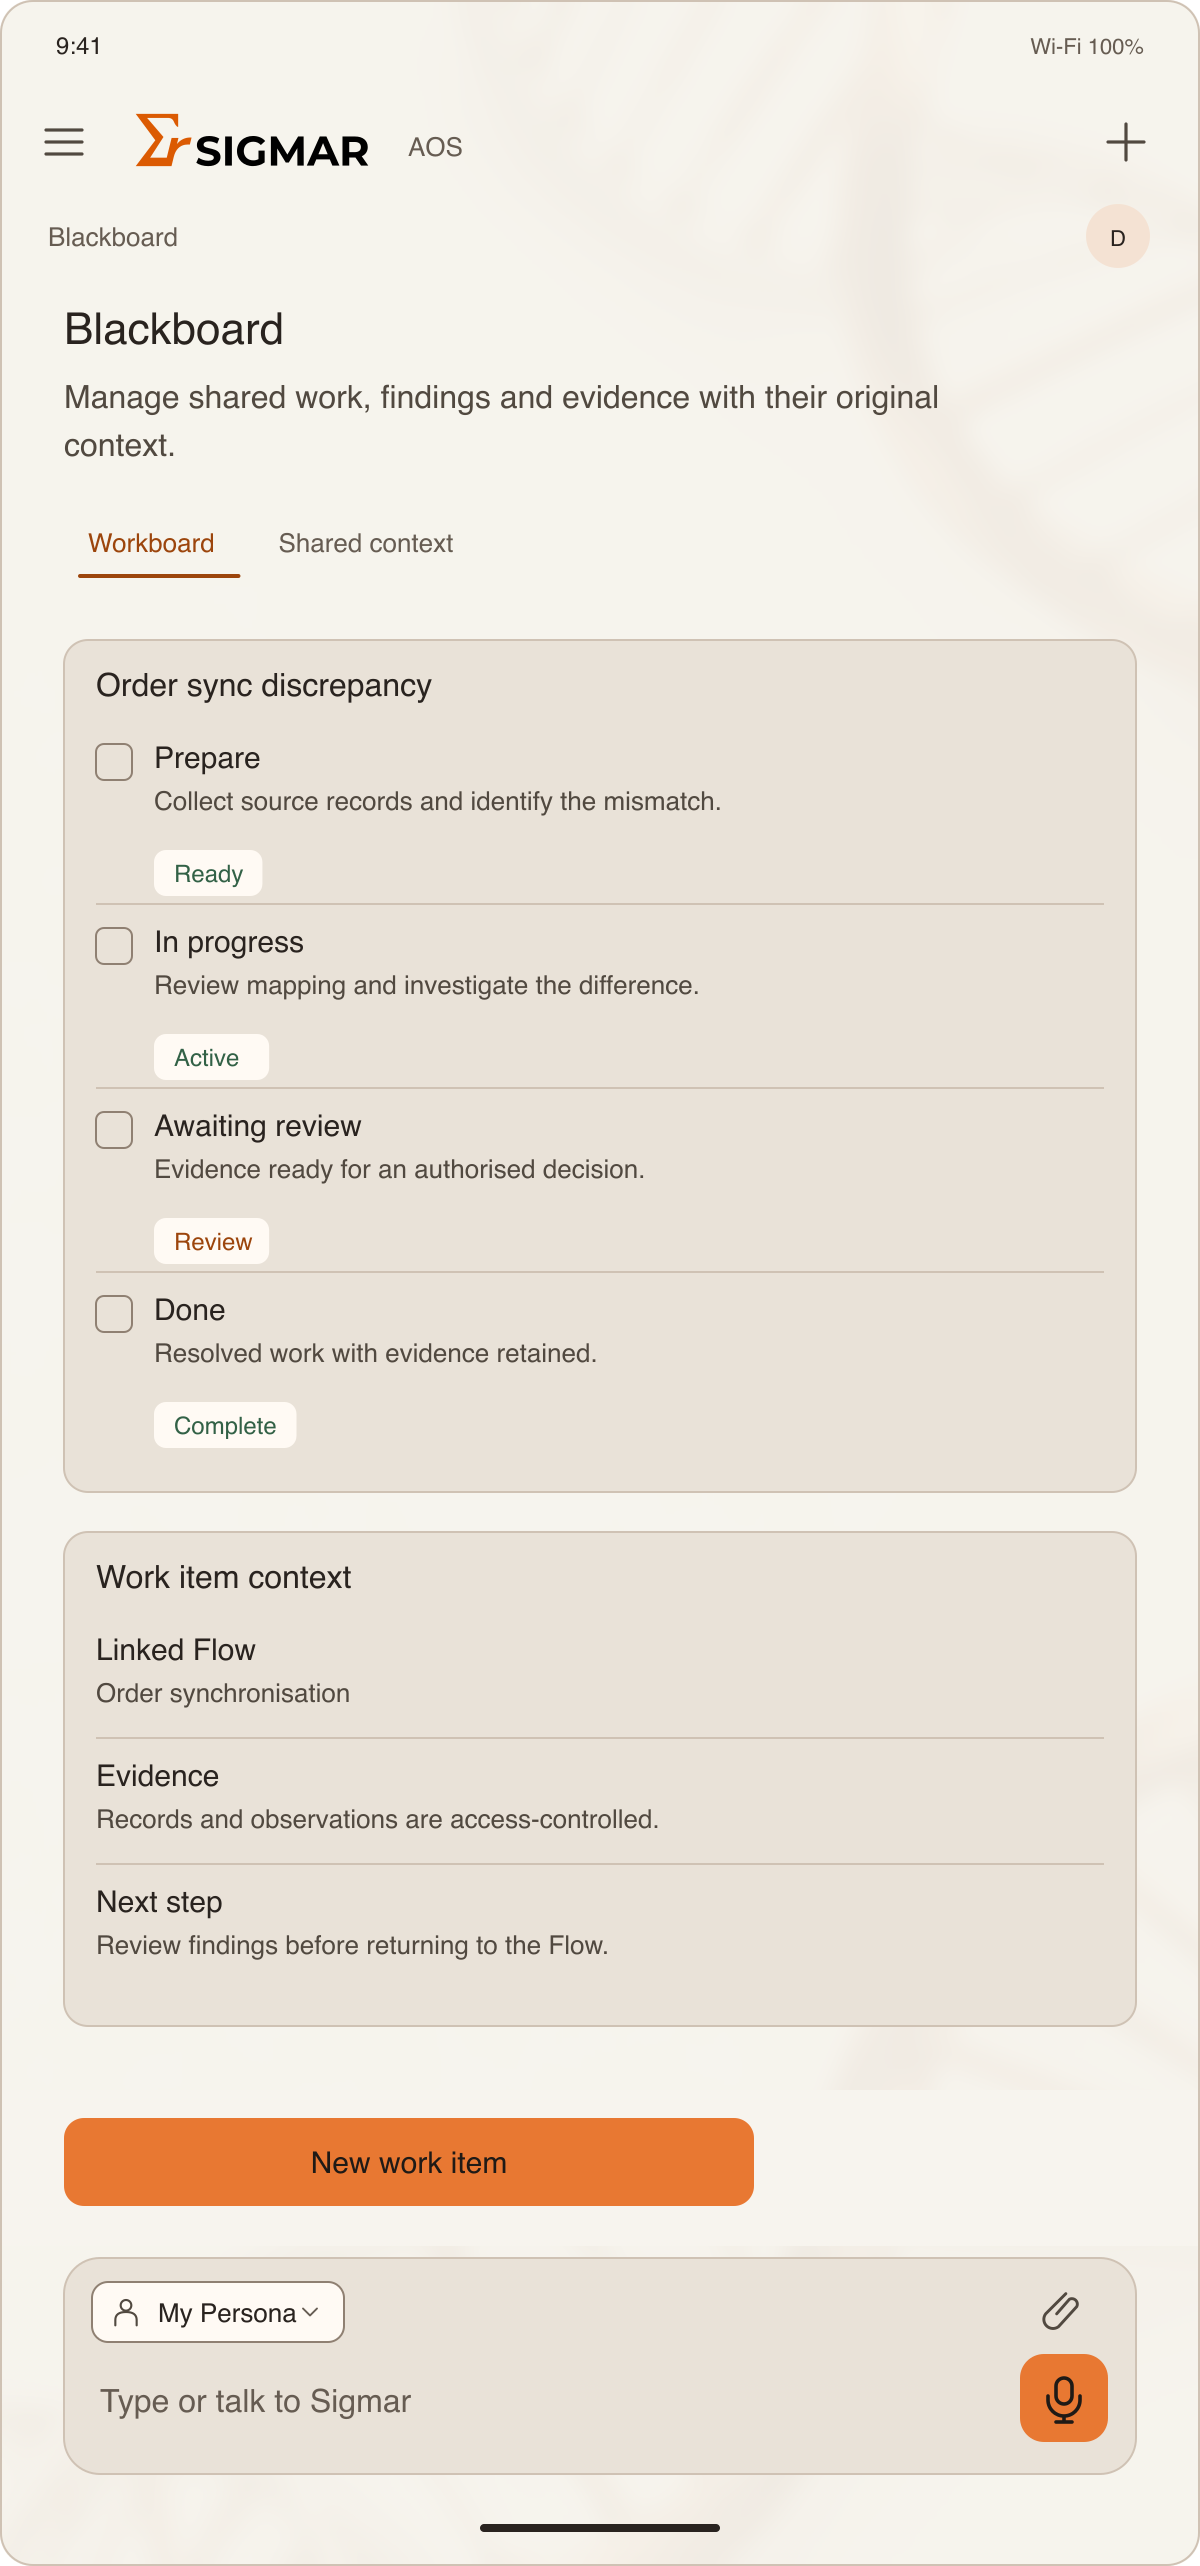 9:41
Wi-Fi 100%
Σr SIGMAR AOS
Blackboard
D
Blackboard
Manage shared work, findings and evidence with their original
context.
Workboard
Shared context
Order sync discrepancy
Prepare
Collect source records and identify the mismatch.
Ready
In progress
Review mapping and investigate the difference.
Active
Awaiting review
Evidence ready for an authorised decision.
Review
Done
Resolved work with evidence retained.
Complete
Work item context
Linked Flow
Order synchronisation
Evidence
Records and observations are access-controlled.
Next step
Review findings before returning to the Flow.
New work item
My Persona
Type or talk to Sigmar